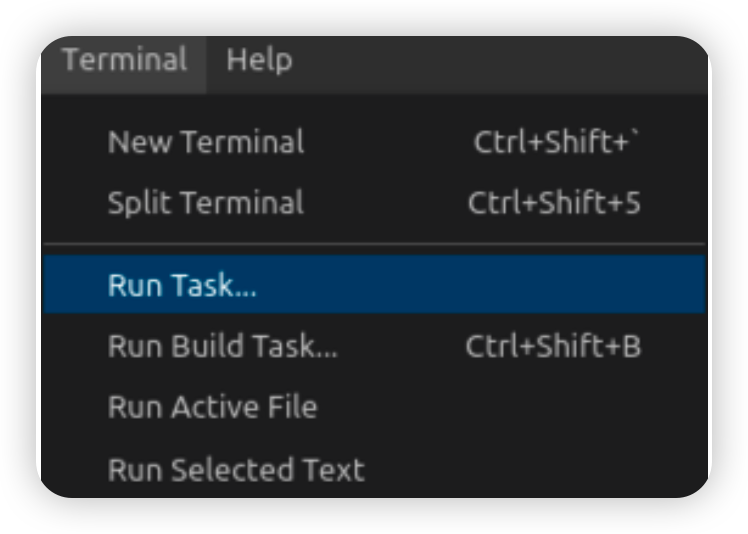 Terminal Help
New Terminal Ctrl+Shift+`
Split Terminal Ctrl+Shift+5
Run Task...
Run Build Task... Ctrl+Shift+B
Run Active File
Run Selected Text